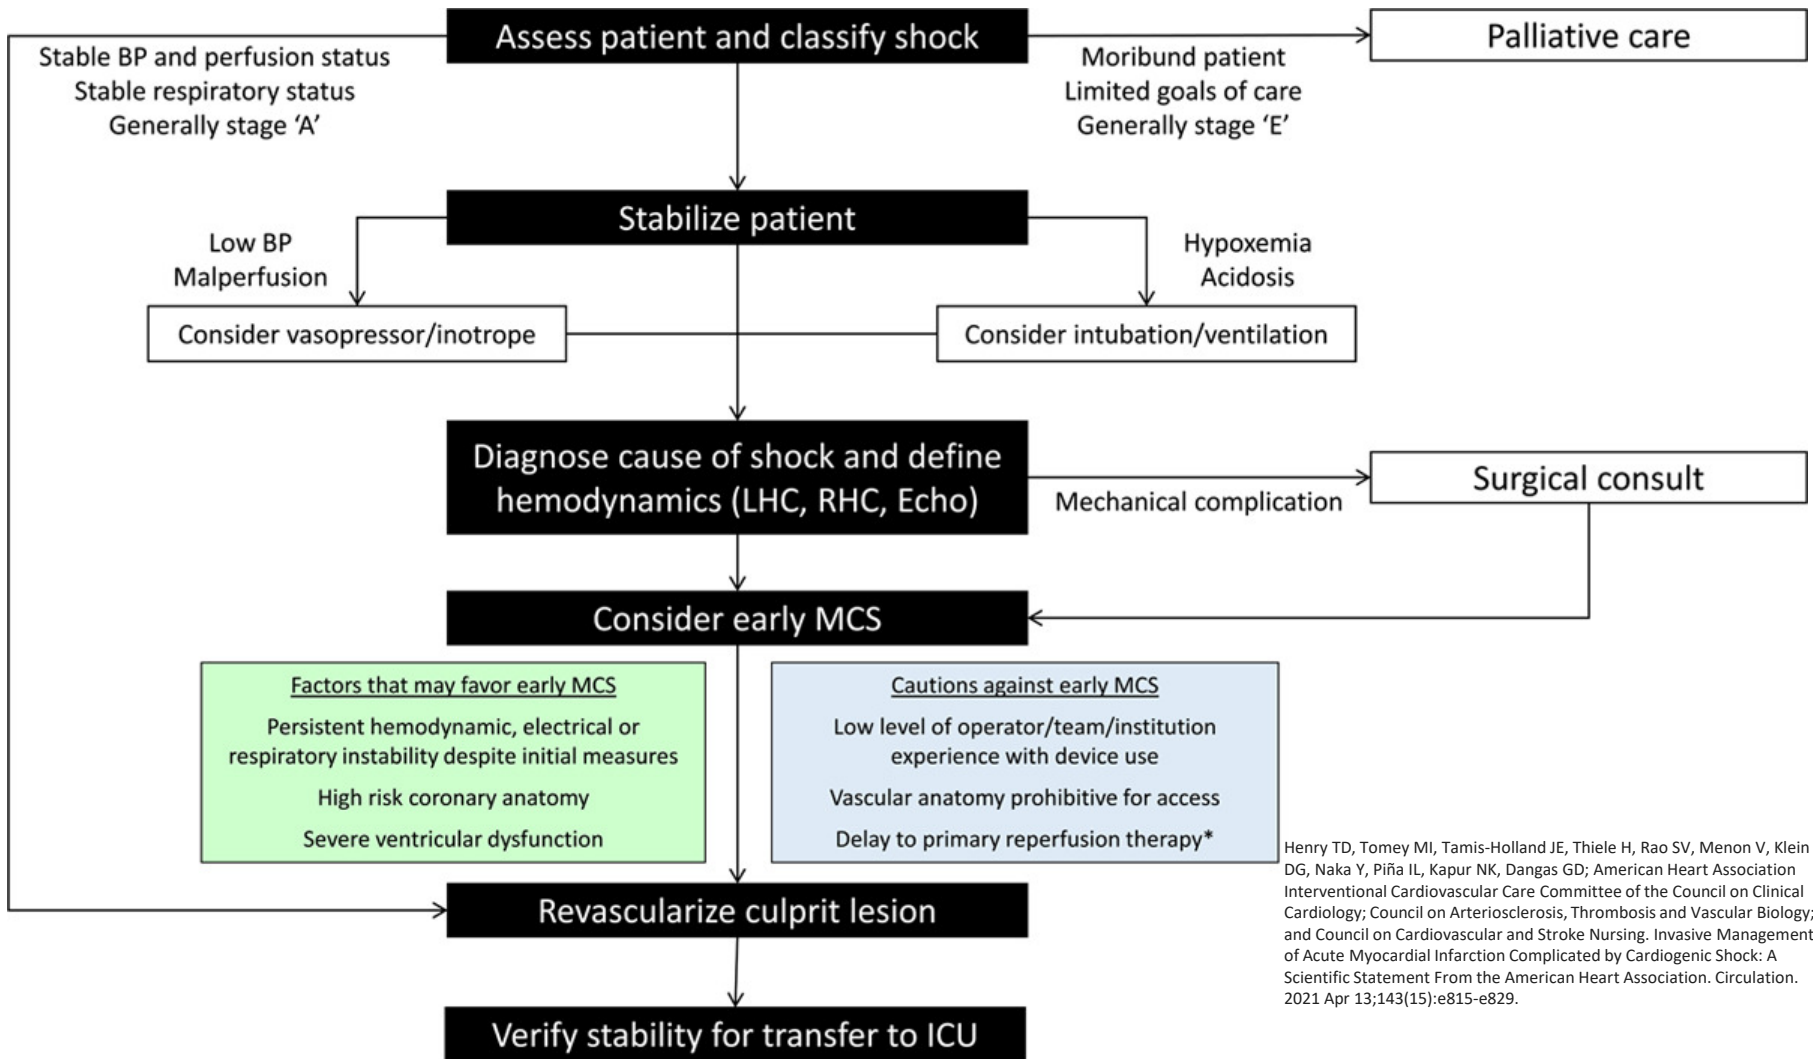 Assess patient and classify shock
Palliative care
Stable BP and perfusion status
Stable respiratory status
Generally stage ‘A’
Moribund patient
Limited goals of care
Generally stage ‘E’
Stabilize patient
Low BP
Malperfusion
Hypoxemia
Acidosis
Consider vasopressor/inotrope
Consider intubation/ventilation
Diagnose cause of shock and define
hemodynamics (LHC, RHC, Echo)
Mechanical complication
Surgical consult
Consider early MCS
Factors that may favor early MCS
Persistent hemodynamic, electrical or
respiratory instability despite initial measures
High risk coronary anatomy
Severe ventricular dysfunction
Cautions against early MCS
Low level of operator/team/institution
experience with device use
Vascular anatomy prohibitive for access
Delay to primary reperfusion therapy*
Henry TD, Tomey MI, Tamis-Holland JE, Thiele H, Rao SV, Menon V, Klein
DG, Naka Y, Piña IL, Kapur NK, Dangas GD; American Heart Association
Interventional Cardiovascular Care Committee of the Council on Clinical
Cardiology; Council on Arteriosclerosis, Thrombosis and Vascular Biology;
and Council on Cardiovascular and Stroke Nursing. Invasive Management
of Acute Myocardial Infarction Complicated by Cardiogenic Shock: A
Scientific Statement From the American Heart Association. Circulation.
2021 Apr 13;143(15):e815-e829.
Revascularize culprit lesion
Verify stability for transfer to ICU